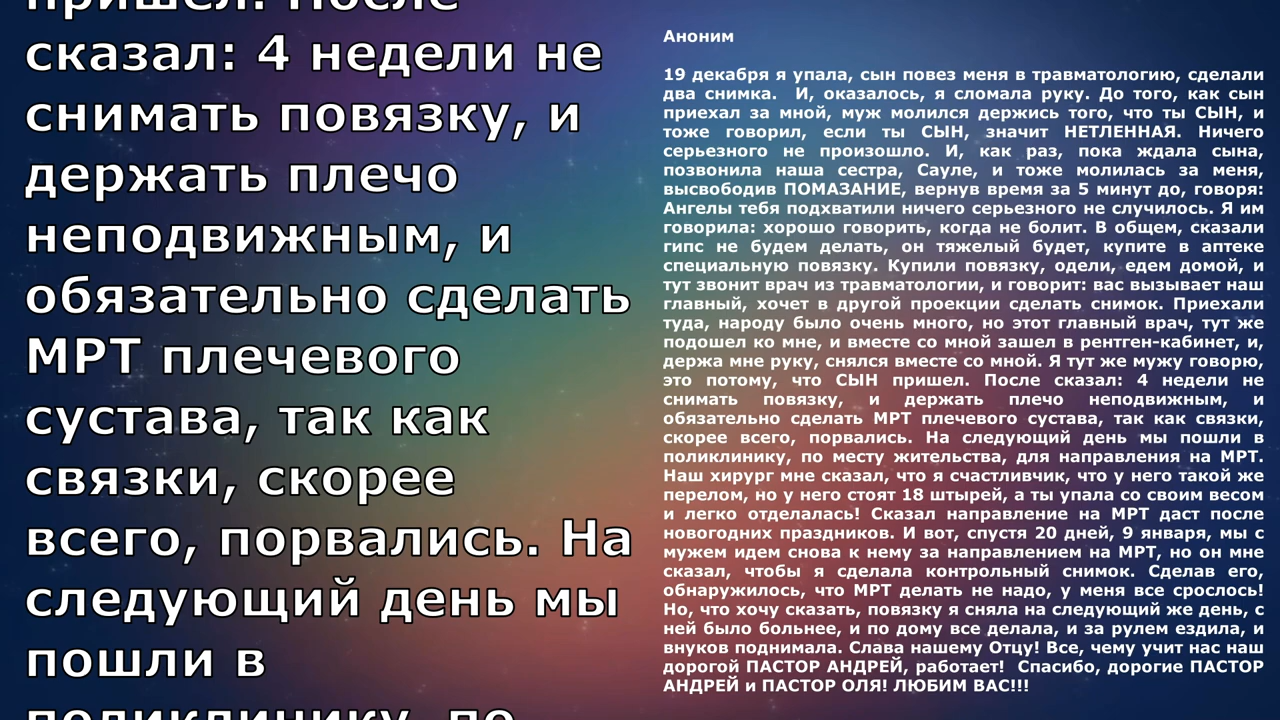 пришел. После
сказал: 4 недели не
снимать повязку, и
держать плечо
неподвижным, и
обязательно сделать
МРТ плечевого
сустава, так как
связки, скорее
всего, порвались. На
следующий день мы
пошли в
поликлинику, по
Аноним
19 декабря я упала, сын повез меня в травматологию, сделали
два снимка.  И, оказалось, я сломала руку. До того, как сын
приехал за мной, муж молился держись того, что ты СЫН, и
тоже говорил, если ты СЫН, значит НЕТЛЕННАЯ. Ничего
серьезного не произошло. И, как раз, пока ждала сына,
позвонила наша сестра, Сауле, и тоже молилась за меня,
высвободив ПОМАЗАНИЕ, вернув время за 5 минут до, говоря:
Ангелы тебя подхватили ничего серьезного не случилось. Я им
говорила: хорошо говорить, когда не болит. В общем, сказали
гипс не будем делать, он тяжелый будет, купите в аптеке
специальную повязку. Купили повязку, одели, едем домой, и
тут звонит врач из травматологии, и говорит: вас вызывает наш
главный, хочет в другой проекции сделать снимок. Приехали
туда, народу было очень много, но этот главный врач, тут же
подошел ко мне, и вместе со мной зашел в рентген-кабинет, и,
держа мне руку, снялся вместе со мной. Я тут же мужу говорю,
это потому, что СЫН пришел. После сказал: 4 недели не
снимать повязку, и держать плечо неподвижным, и
обязательно сделать МРТ плечевого сустава, так как связки,
скорее всего, порвались. На следующий день мы пошли в
поликлинику, по месту жительства, для направления на МРТ.
Наш хирург мне сказал, что я счастливчик, что у него такой же
перелом, но у него стоят 18 штырей, а ты упала со своим весом
и легко отделалась! Сказал направление на МРТ даст после
новогодних праздников. И вот, спустя 20 дней, 9 января, мы с
мужем идем снова к нему за направлением на МРТ, но он мне
сказал, чтобы я сделала контрольный снимок. Сделав его,
обнаружилось, что МРТ делать не надо, у меня все срослось!
Но, что хочу сказать, повязку я сняла на следующий же день, с
ней было больнее, и по дому все делала, и за рулем ездила, и
внуков поднимала. Слава нашему Отцу! Все, чему учит нас наш
дорогой ПАСТОР АНДРЕЙ, работает!  Спасибо, дорогие ПАСТОР
АНДРЕЙ и ПАСТОР ОЛЯ! ЛЮБИМ ВАС!!!